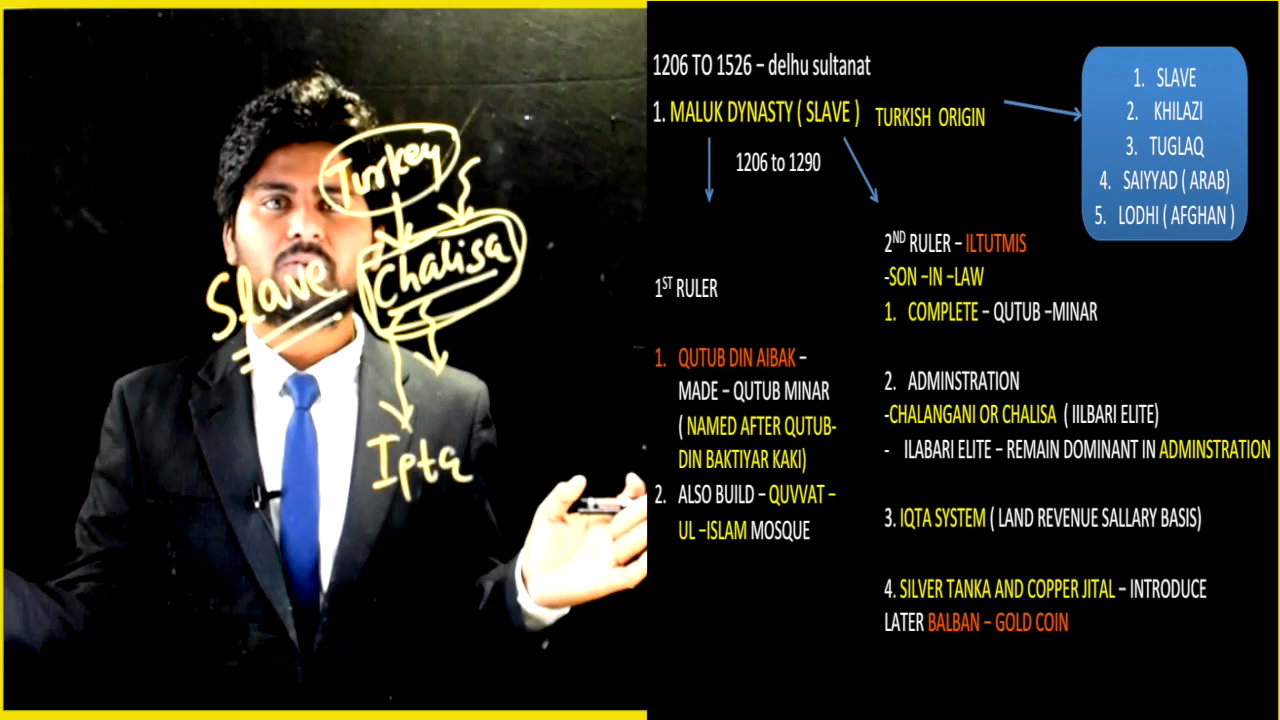 Turkey
Chalisa
Slave
Ipta
1206 TO 1526 – delhu sultanat
1. MALUK DYNASTY ( SLAVE ) TURKISH ORIGIN
1206 to 1290
1. SLAVE
2. KHILAZI
3. TUGLAQ
4. SAIYYAD ( ARAB)
5. LODHI ( AFGHAN )
1ST RULER
1. QUTUB DIN AIBAK –
MADE – QUTUB MINAR
( NAMED AFTER QUTUB-
DIN BAKTIYAR KAKI)
2. ALSO BUILD – QUVVAT –
UL –ISLAM MOSQUE
2ND RULER – ILTUTMIS
-SON –IN –LAW
1. COMPLETE – QUTUB –MINAR
2. ADMINSTRATION
-CHALANGANI OR CHALISA ( IILBARI ELITE)
- ILABARI ELITE – REMAIN DOMINANT IN ADMINSTRATION
3. IQTA SYSTEM ( LAND REVENUE SALLARY BASIS)
4. SILVER TANKA AND COPPER JITAL – INTRODUCE
LATER BALBAN – GOLD COIN